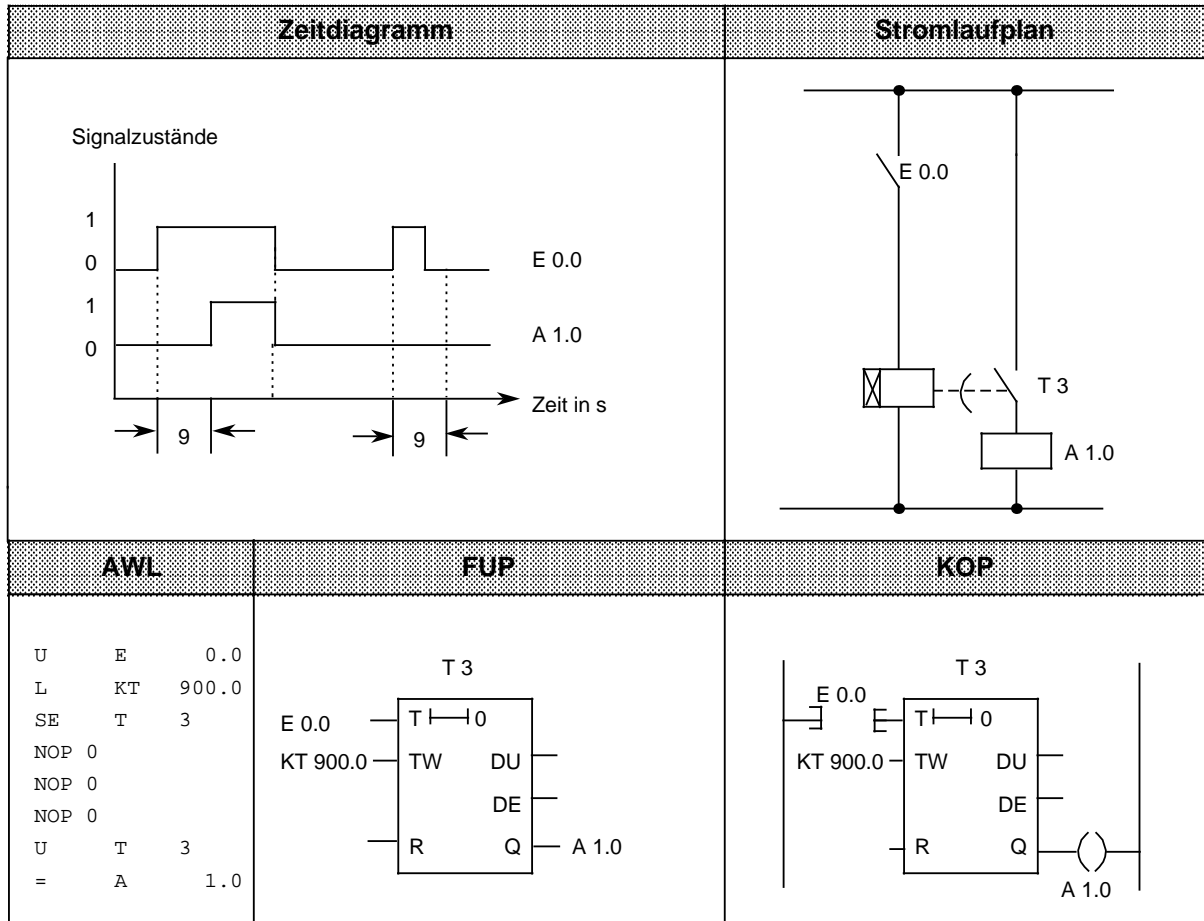 Zeitdiagramm
Stromlaufplan
Signalzustände
1
0
E 0.0
1
0
A 1.0
Zeit in s
9
9
E 0.0
T 3
A 1.0
AWL
FUP
KOP
U E 0.0
L KT 900.0
SE T 3
NOP 0
NOP 0
NOP 0
U T 3
= A 1.0
T 3
E 0.0
T 0
KT 900.0
TW DU
DE
R Q
A 1.0
T 3
E 0.0
T 0
KT 900.0
TW DU
DE
R Q
A 1.0